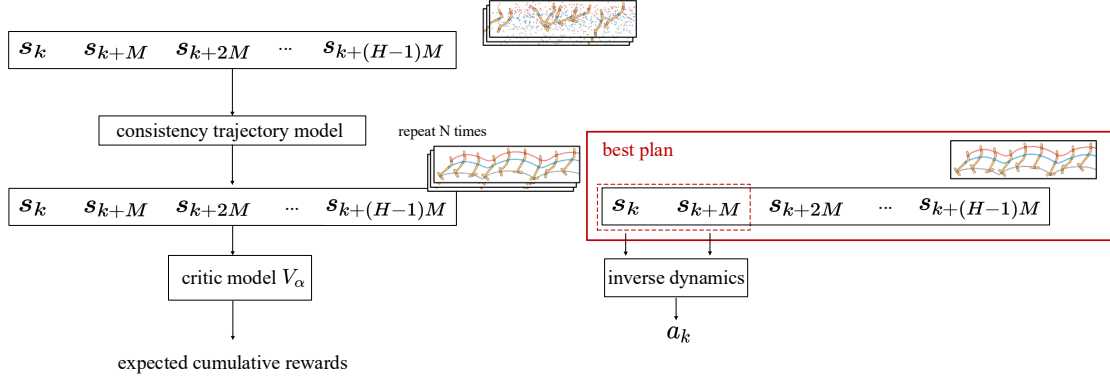 s_k s_{k+M} s_{k+2M} ... s_{k+(H-1)M}
consistency trajectory model
repeat N times
s_k s_{k+M} s_{k+2M} ... s_{k+(H-1)M}
critic model V_α
expected cumulative rewards
best plan
s_k s_{k+M} s_{k+2M} ... s_{k+(H-1)M}
inverse dynamics
a_k